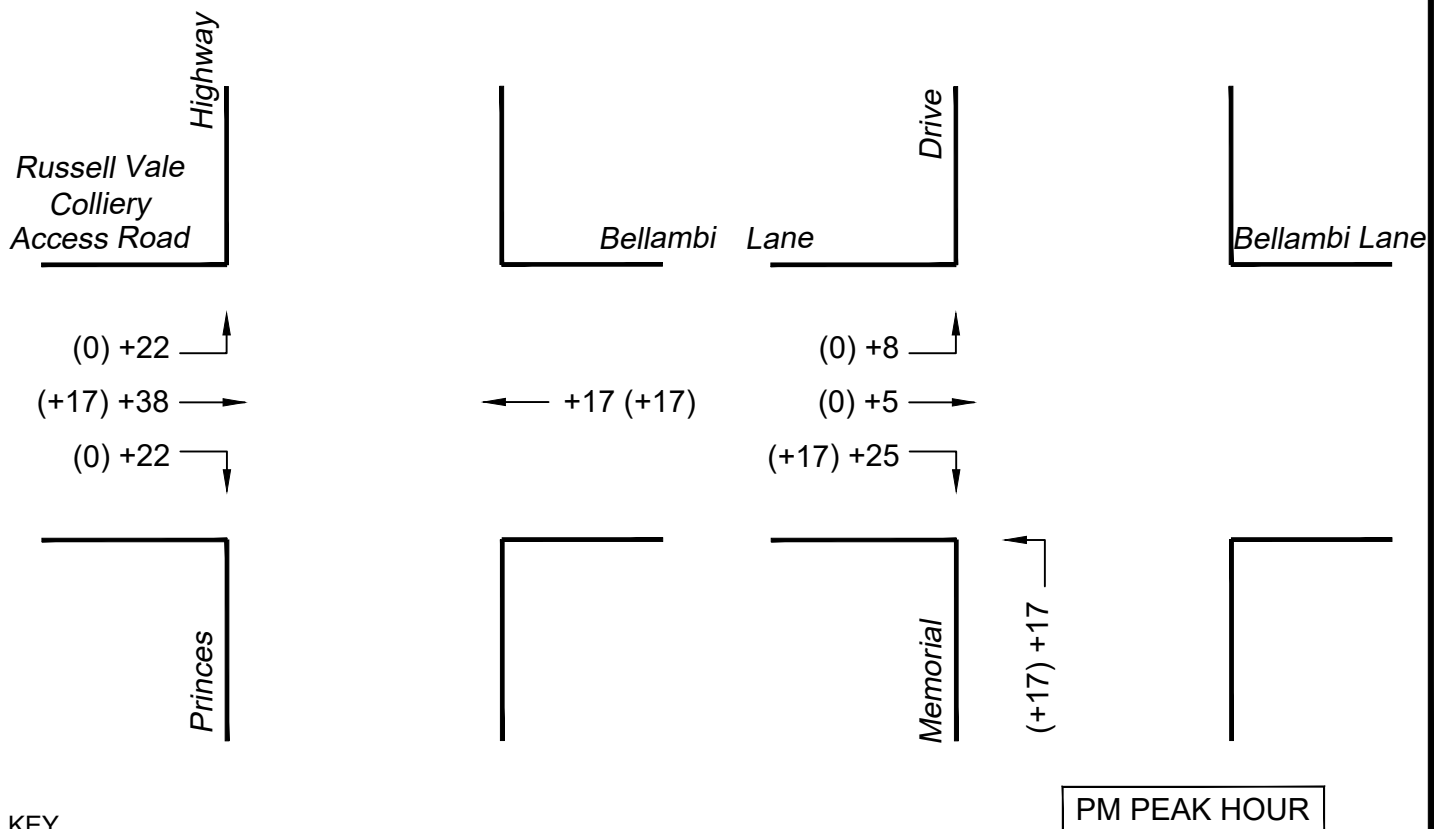 Highway
Drive
Russell Vale
Colliery
Access Road
Bellambi Lane
Bellambi Lane
(0) +22
(+17) +38
(0) +22
+17 (+17)
(0) +8
(0) +5
(+17) +25
(+17) +17
Princes
Memorial
PM PEAK HOUR
KEY